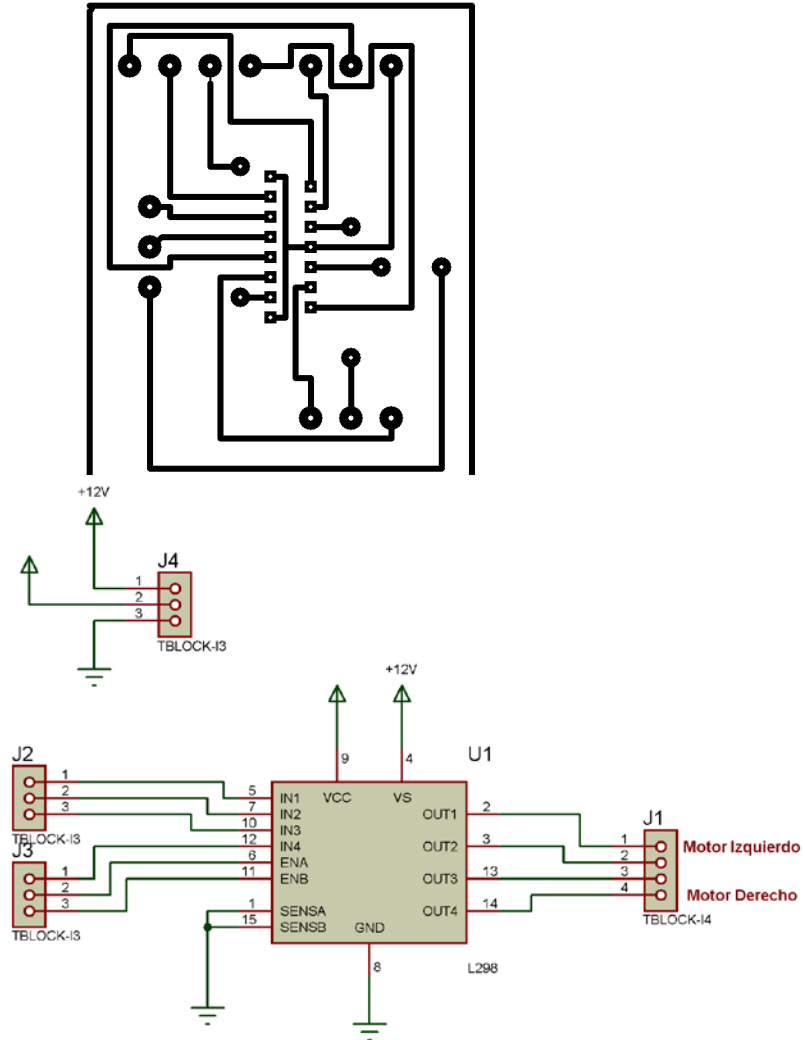 +12V
J4
1
2
3
TBLOCK-I3
+12V
J2
1
2
3
TBLOCK-I3
J3
1
2
3
TBLOCK-I3
9
4
U1
VCC
VS
5
IN1
7
IN2
10
IN3
12
IN4
6
ENA
11
ENB
1
SENSA
15
SENSB
GND
8
OUT1
2
OUT2
3
OUT3
13
OUT4
14
L298
J1
1
Motor Izquierdo
2
3
4
Motor Derecho
TBLOCK-I4